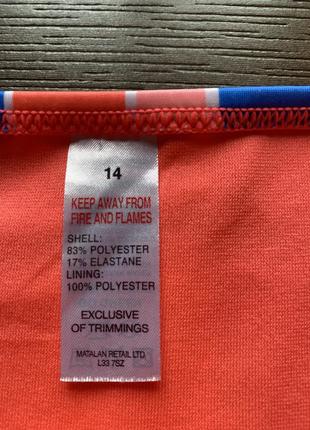 14
KEEP AWAY FROM
FIRE AND FLAMES
SHELL:
83% POLYESTER
17% ELASTANE
LINING:
100% POLYESTER
EXCLUSIVE
OF TRIMMINGS
MATALAN RETAIL LTD
L33 7SZ